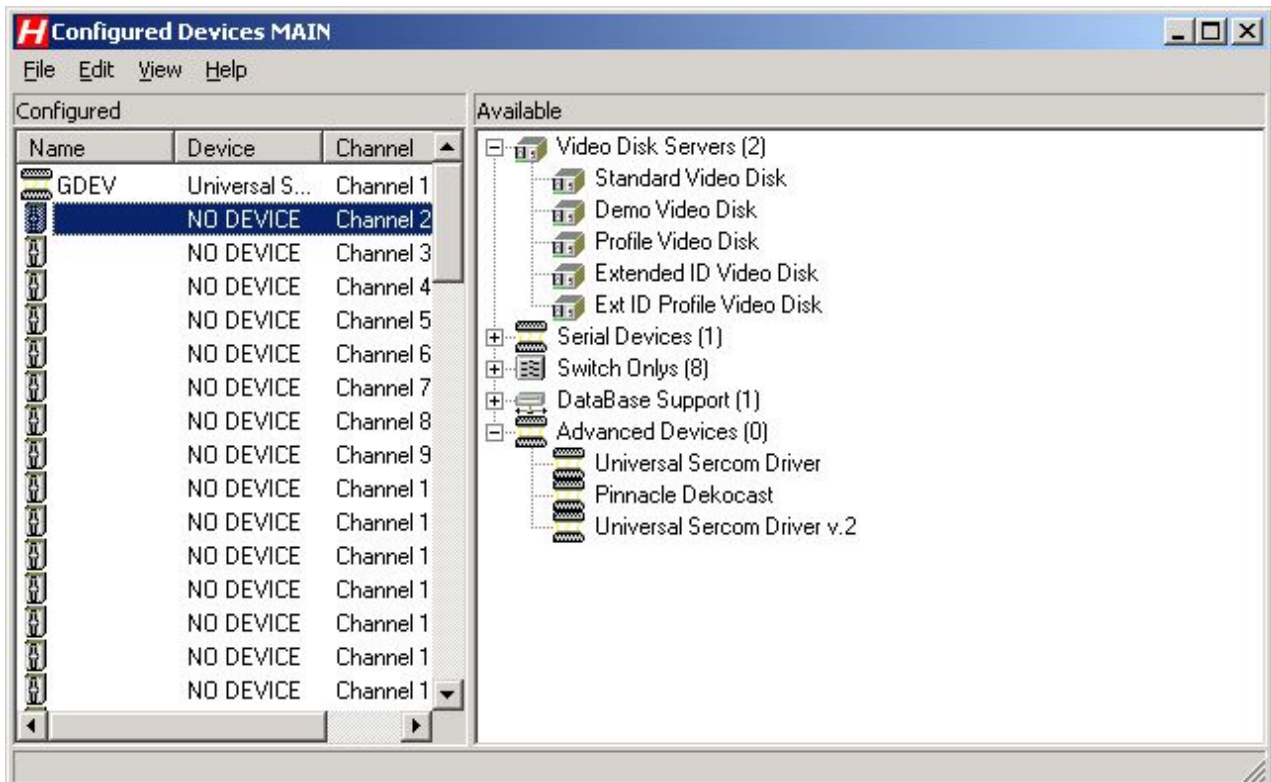 H Configured Devices MAIN
File Edit View Help
Configured
Name Device Channel
GDEV Universal S... Channel 1
NO DEVICE Channel 2
NO DEVICE Channel 3
NO DEVICE Channel 4
NO DEVICE Channel 5
NO DEVICE Channel 6
NO DEVICE Channel 7
NO DEVICE Channel 8
NO DEVICE Channel 9
NO DEVICE Channel 1
NO DEVICE Channel 1
NO DEVICE Channel 1
NO DEVICE Channel 1
NO DEVICE Channel 1
NO DEVICE Channel 1
NO DEVICE Channel 1
Available
Video Disk Servers (2)
Standard Video Disk
Demo Video Disk
Profile Video Disk
Extended ID Video Disk
Ext ID Profile Video Disk
Serial Devices (1)
Switch Onlys (8)
DataBase Support (1)
Advanced Devices (0)
Universal Sercom Driver
Pinnacle Dekocast
Universal Sercom Driver v.2